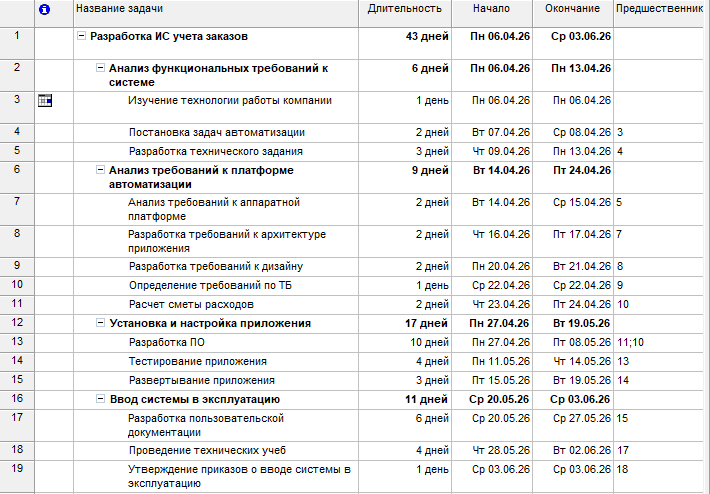 Название задачи Длительность Начало Окончание Предшественник
1 Разработка ИС учета заказов 43 дней Пн 06.04.26 Ср 03.06.26
2 Анализ функциональных требований к 6 дней Пн 06.04.26 Пн 13.04.26
системе
3 Изучение технологии работы компании 1 день Пн 06.04.26 Пн 06.04.26
4 Постановка задач автоматизации 2 дней Вт 07.04.26 Ср 08.04.26 3
5 Разработка технического задания 3 дней Чт 09.04.26 Пн 13.04.26 4
6 Анализ требований к платформе 9 дней Вт 14.04.26 Пт 24.04.26
автоматизации
7 Анализ требований к аппаратной 2 дней Вт 14.04.26 Ср 15.04.26 5
платформе
8 Разработка требований к архитектуре 2 дней Чт 16.04.26 Пт 17.04.26 7
приложения
9 Разработка требований к дизайну 2 дней Пн 20.04.26 Вт 21.04.26 8
10 Определение требований по ТБ 1 день Ср 22.04.26 Ср 22.04.26 9
11 Расчет сметы расходов 2 дней Чт 23.04.26 Пт 24.04.26 10
12 Установка и настройка приложения 17 дней Пн 27.04.26 Вт 19.05.26
13 Разработка ПО 10 дней Пн 27.04.26 Пт 08.05.26 11;10
14 Тестирование приложения 4 дней Пн 11.05.26 Чт 14.05.26 13
15 Развертывание приложения 3 дней Пт 15.05.26 Вт 19.05.26 14
16 Ввод системы в эксплуатацию 11 дней Ср 20.05.26 Ср 03.06.26
17 Разработка пользовательской 6 дней Ср 20.05.26 Ср 27.05.26 15
документации
18 Проведение технических учеб 4 дней Чт 28.05.26 Вт 02.06.26 17
19 Утверждение приказов о вводе системы в 1 день Ср 03.06.26 Ср 03.06.26 18
эксплуатацию